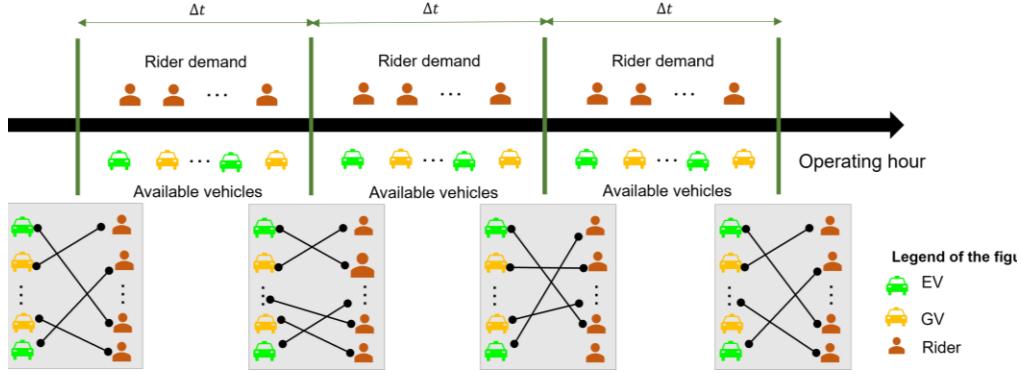 Δt Δt Δt
Rider demand Rider demand Rider demand
... ... ...
... ... ...
Operating hour
Available vehicles Available vehicles Available vehicles
Legend of the figu
EV
GV
Rider